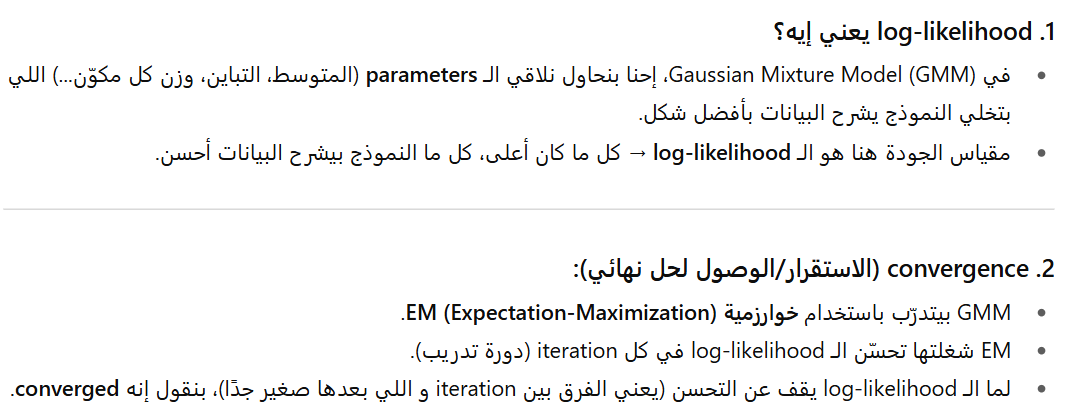 1. log-likelihood يعني إيه؟
• في Gaussian Mixture Model (GMM)، إحنا بنحاول نلاقي الـ parameters (المتوسط، التباين، وزن كل مكوّن...) اللي
بتخلي النموذج يشرح البيانات بأفضل شكل.
• مقياس الجودة هنا هو الـ log-likelihood → كل ما كان أعلى، كل ما النموذج بيشرح البيانات أحسن.
2. convergence (الاستقرار/الوصول لحل نهائي):
• GMM بيتدرّب باستخدام خوارزمية EM (Expectation-Maximization).
• EM شغلتها تحسّن الـ log-likelihood في كل iteration (دورة تدريب).
• لما الـ log-likelihood يقف عن التحسن (يعني الفرق بين iteration و اللي بعدها صغير جدًا)، بنقول إنه converged.